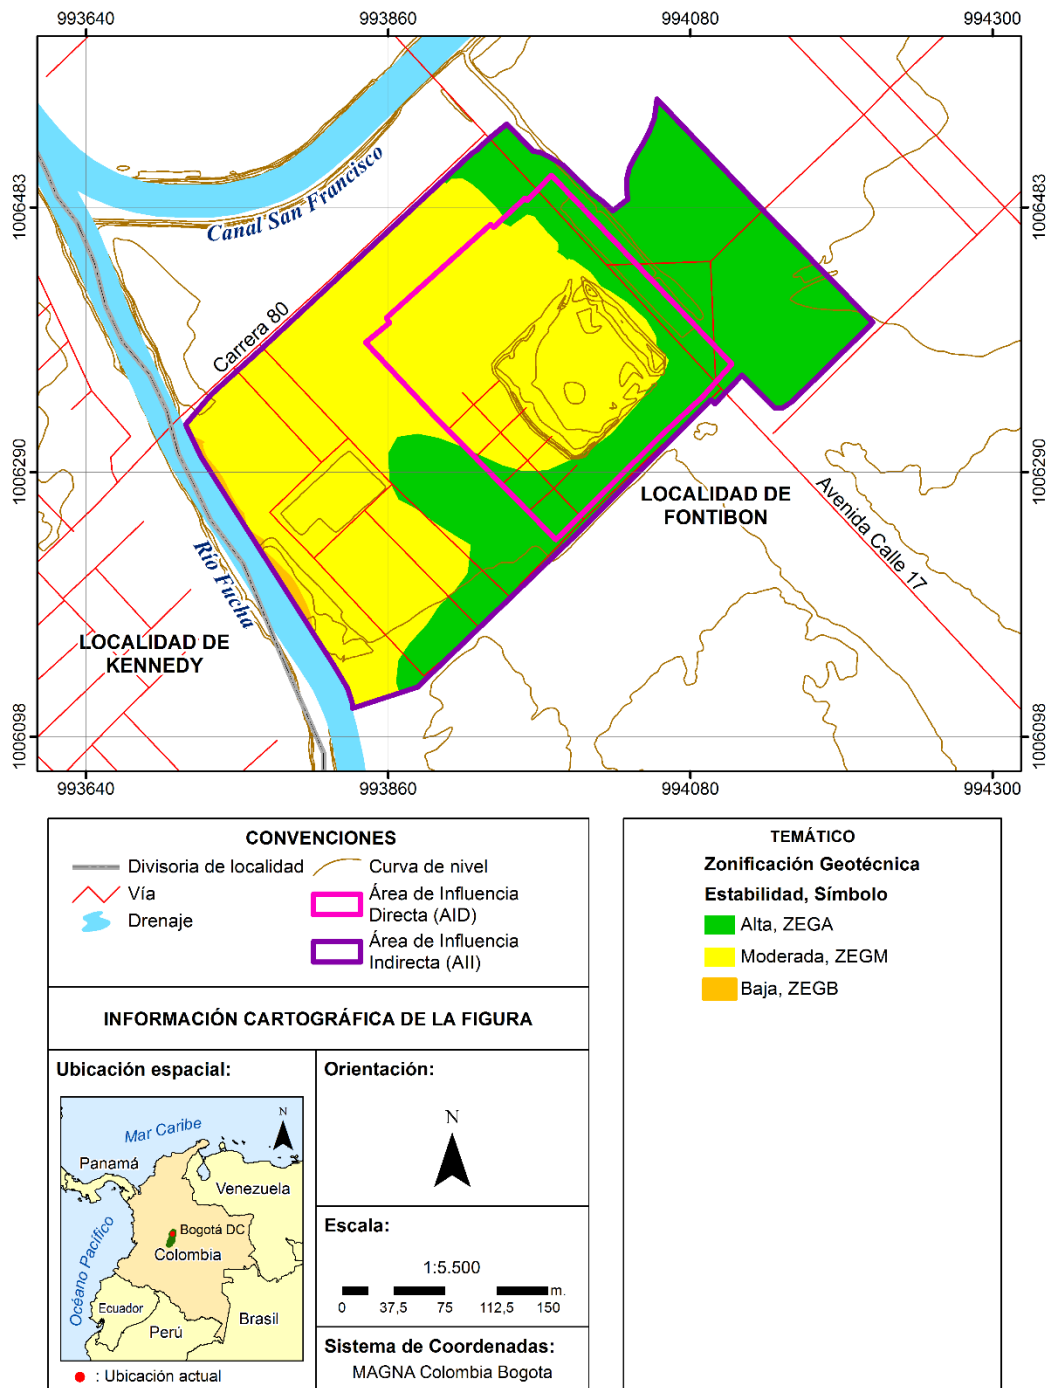 993640
993860
994080
994300
1006483
1006483
Canal San Francisco
Carrera 80
1006290
1006290
LOCALIDAD DE
FONTIBON
Avenida Calle 17
Río Fucha
LOCALIDAD DE
KENNEDY
1006098
1006098
993640
993860
994080
994300
CONVENCIONES
Divisoria de localidad
Vía
Drenaje
Curva de nivel
Área de Influencia
Directa (AID)
Área de Influencia
Indirecta (AII)
INFORMACIÓN CARTOGRÁFICA DE LA FIGURA
Ubicación espacial:
N
Mar Caribe
Panamá
Venezuela
Océano Pacífico
Bogotá DC
Colombia
Ecuador
Perú
Brasil
: Ubicación actual
Orientación:
N
Escala:
1:5.500
m.
0 37,5 75 112,5 150
Sistema de Coordenadas:
MAGNA Colombia Bogota
TEMÁTICO
Zonificación Geotécnica
Estabilidad, Símbolo
Alta, ZEGA
Moderada, ZEGM
Baja, ZEGB